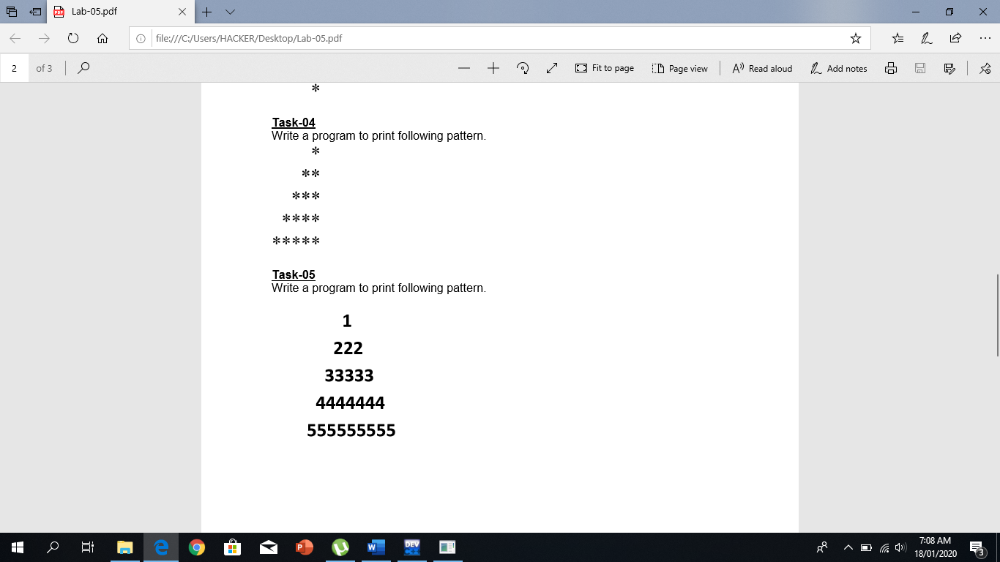 Lab-05.pdf
file:///C:/Users/HACKER/Desktop/Lab-05.pdf
2 of 3 Fit to page Page view Read aloud Add notes
*
Task-04
Write a program to print following pattern.
*
**
***
****
*****
Task-05
Write a program to print following pattern.
1
222
33333
4444444
555555555
7:08 AM
18/01/2020
3